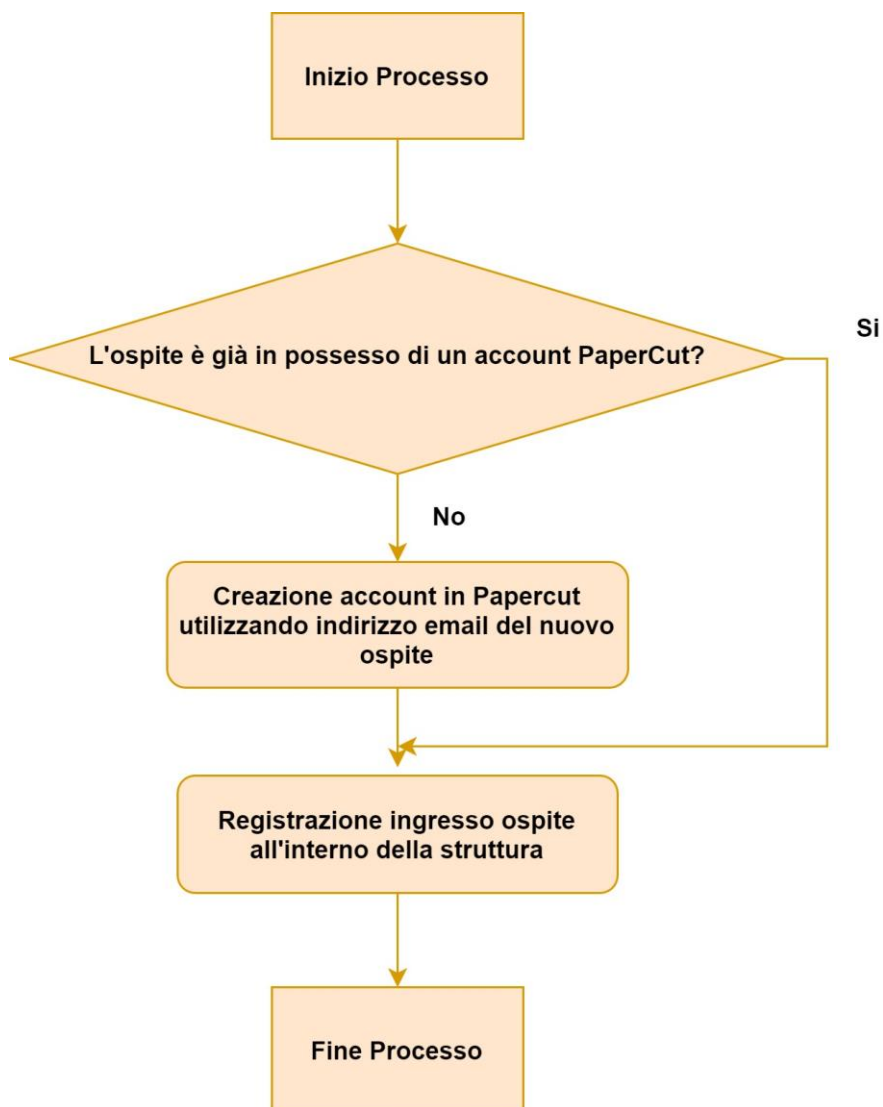 Inizio Processo
L'ospite è già in possesso di un account PaperCut?
Si
No
Creazione account in Papercut
utilizzando indirizzo email del nuovo
ospite
Registrazione ingresso ospite
all'interno della struttura
Fine Processo